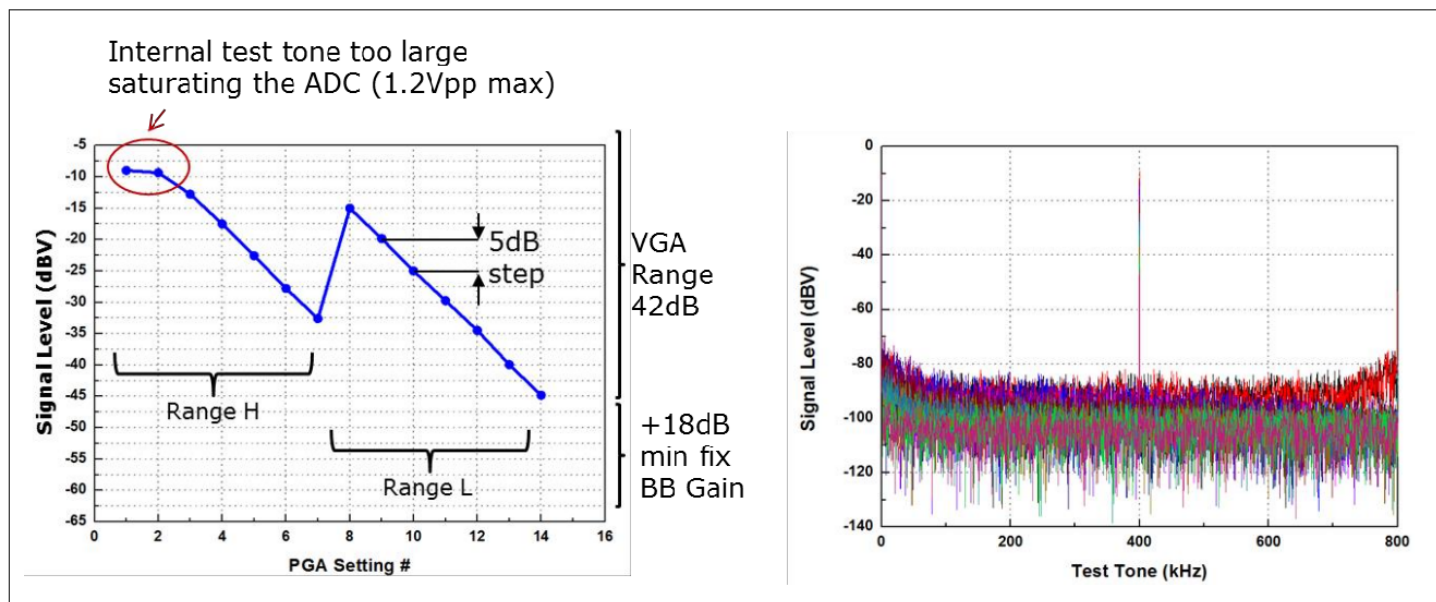 Internal test tone too large
saturating the ADC (1.2Vpp max)
Signal Level (dBV)
-5
-10
-15
-20
-25
-30
-35
-40
-45
-50
-55
-60
-65
0
2
4
6
8
10
12
14
16
PGA Setting #
Range H
Range L
5dB
step
VGA
Range
42dB
+18dB
min fix
BB Gain
Signal Level (dBV)
0
-20
-40
-60
-80
-100
-120
-140
0
200
400
600
800
Test Tone (kHz)